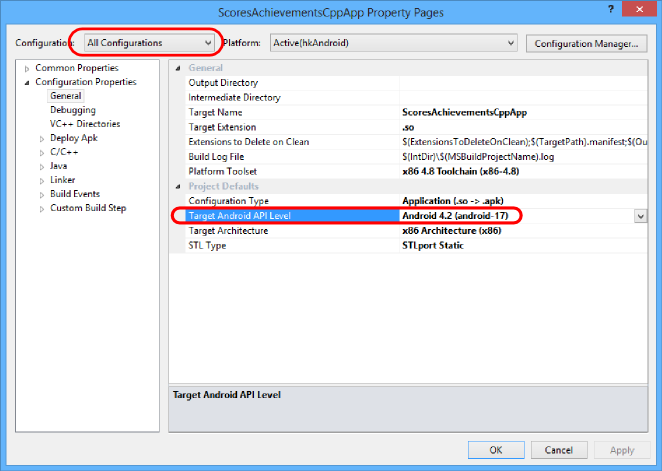 ScoresAchievementsCppApp Property Pages
? ×
Configuration: All Configurations Platform: Active(hkAndroid) Configuration Manager...
Common Properties
Configuration Properties
General
Debugging
VC++ Directories
Deploy Apk
C/C++
Java
Linker
Build Events
Custom Build Step
General
Output Directory
Intermediate Directory
Target Name ScoresAchievementsCppApp
Target Extension .so
Extensions to Delete on Clean $(ExtensionsToDeleteOnClean);$(TargetPath).manifest;$(Ou
Build Log File $(IntDir)\$(MSBuildProjectName).log
Platform Toolset x86 4.8 Toolchain (x86-4.8)
Project Defaults
Configuration Type Application (.so -> .apk)
Target Android API Level Android 4.2 (android-17)
Target Architecture x86 Architecture (x86)
STL Type STLport Static
Target Android API Level
OK Cancel Apply